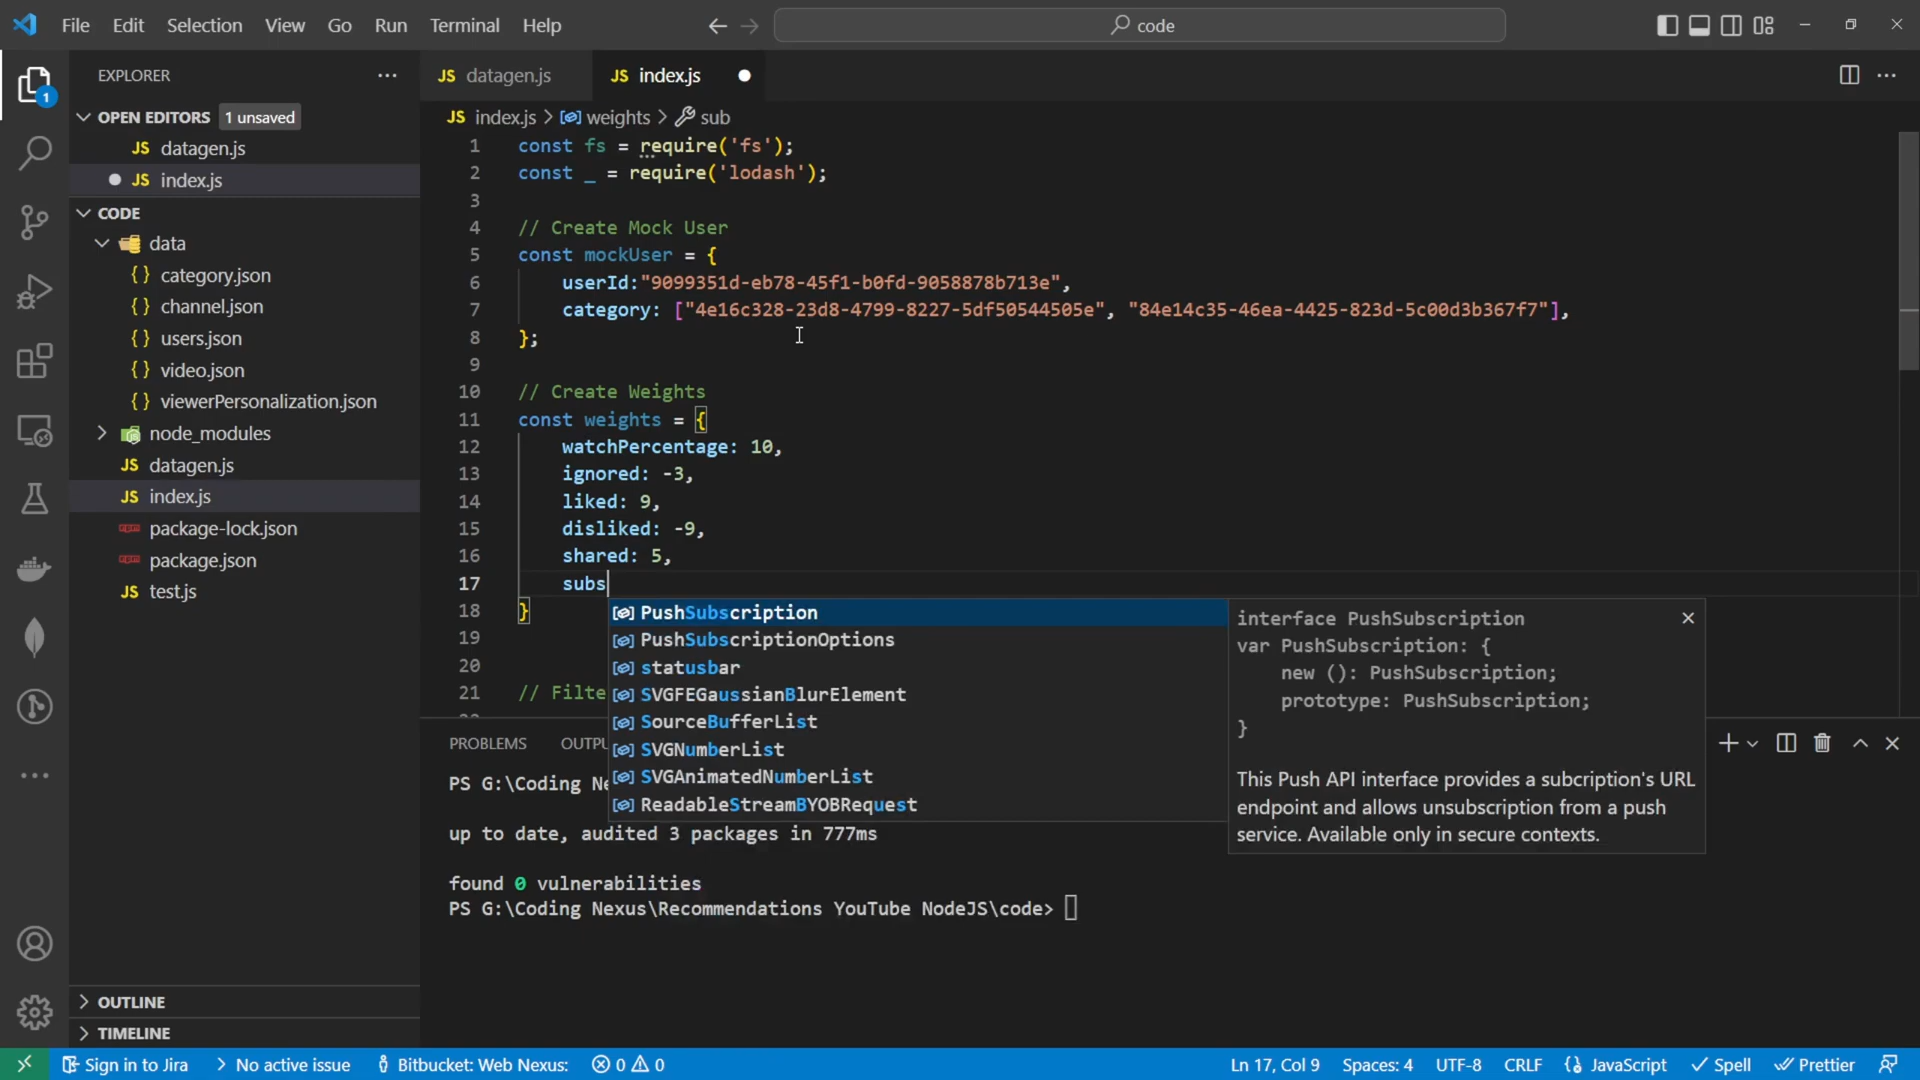 File Edit Selection View Go Run Terminal Help
code
EXPLORER
1
OPEN EDITORS 1 unsaved
JS datagen.js
JS index.js
CODE
data
{} category.json
{} channel.json
{} users.json
{} video.json
{} viewerPersonalization.json
node_modules
JS datagen.js
JS index.js
package-lock.json
package.json
JS test.js
OUTLINE
TIMELINE
JS datagen.js
JS index.js
JS index.js > weights > sub
1 const fs = require('fs');
2 const _ = require('lodash');
3
4 // Create Mock User
5 const mockUser = {
6 userId:"9099351d-eb78-45f1-b0fd-9058878b713e",
7 category: ["4e16c328-23d8-4799-8227-5df50544505e", "84e14c35-46ea-4425-823d-5c00d3b367f7"],
8 };
9
10 // Create Weights
11 const weights = {
12 watchPercentage: 10,
13 ignored: -3,
14 liked: 9,
15 disliked: -9,
16 shared: 5,
17 subs
18 }
19
20
21 // Filte
PushSubscription
PushSubscriptionOptions
statusbar
SVGFEGaussianBlurElement
SourceBufferList
SVGNumberList
SVGAnimatedNumberList
ReadableStreamBYOBRequest
interface PushSubscription
var PushSubscription: {
new (): PushSubscription;
prototype: PushSubscription;
}
This Push API interface provides a subcription's URL
endpoint and allows unsubscription from a push
service. Available only in secure contexts.
PROBLEMS OUTPU
PS G:\Coding Ne
up to date, audited 3 packages in 777ms
found 0 vulnerabilities
PS G:\Coding Nexus\Recommendations YouTube NodeJS\code>
Sign in to Jira No active issue Bitbucket: Web Nexus: 0 0 Ln 17, Col 9 Spaces: 4 UTF-8 CRLF {} JavaScript Spell Prettier